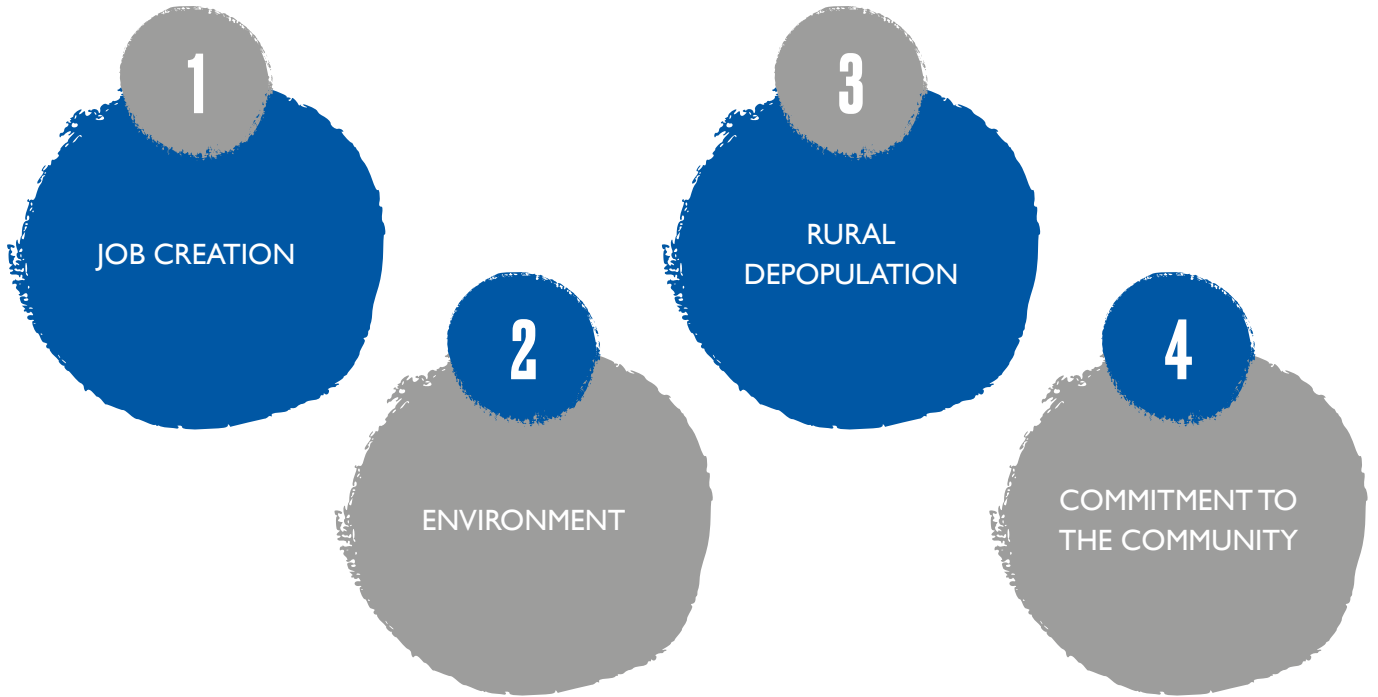 1
JOB CREATION
2
ENVIRONMENT
3
RURAL
DEPOPULATION
4
COMMITMENT TO
THE COMMUNITY